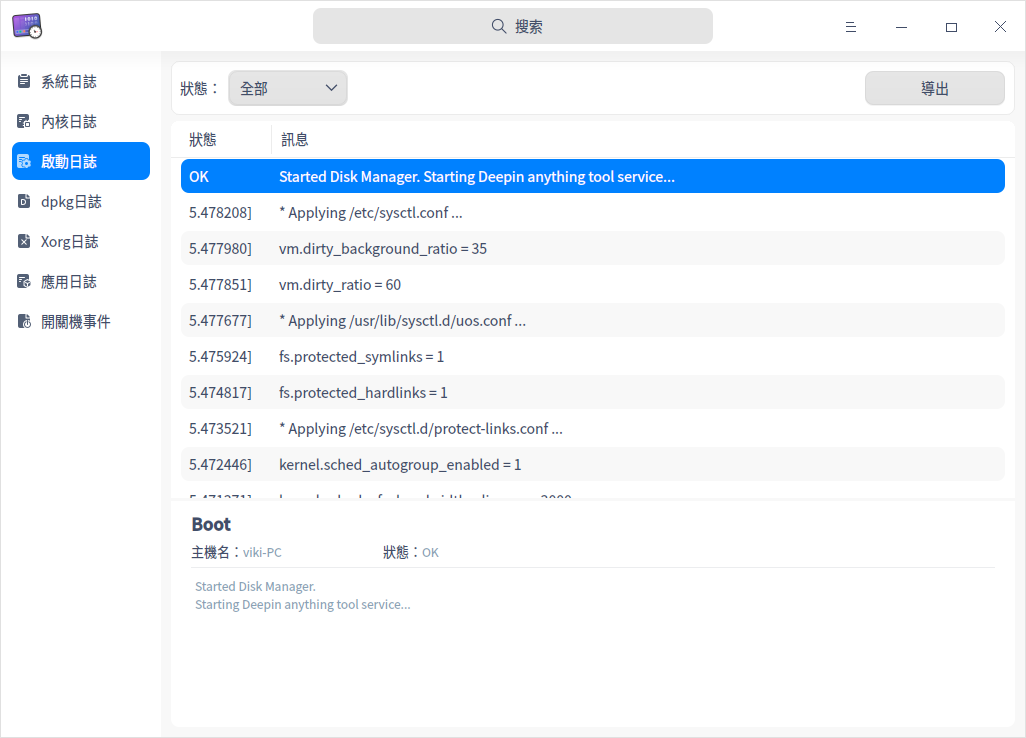 搜索
系統日誌
內核日誌
啟動日誌
dpkg日誌
Xorg日誌
應用日誌
開關機事件
狀態： 全部 導出
狀態 訊息
OK Started Disk Manager. Starting Deepin anything tool service...
5.478208] * Applying /etc/sysctl.conf ...
5.477980] vm.dirty_background_ratio = 35
5.477851] vm.dirty_ratio = 60
5.477677] * Applying /usr/lib/sysctl.d/uos.conf ...
5.475924] fs.protected_symlinks = 1
5.474817] fs.protected_hardlinks = 1
5.473521] * Applying /etc/sysctl.d/protect-links.conf ...
5.472446] kernel.sched_autogroup_enabled = 1
Boot
主機名：viki-PC 狀態：OK
Started Disk Manager.
Starting Deepin anything tool service...